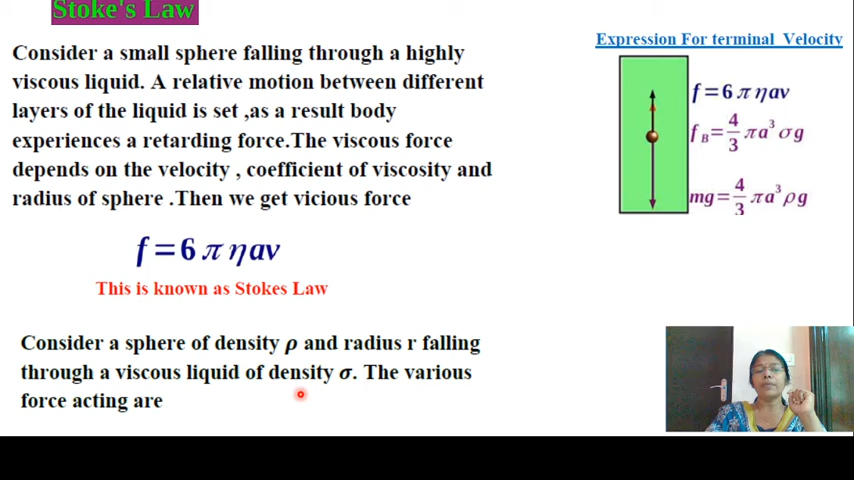 Stoke's Law
Consider a small sphere falling through a highly
viscous liquid. A relative motion between different
layers of the liquid is set ,as a result body
experiences a retarding force.The viscous force
depends on the velocity , coefficient of viscosity and
radius of sphere .Then we get vicious force
f = 6 π η a v
This is known as Stokes Law
Consider a sphere of density ρ and radius r falling
through a viscous liquid of density σ. The various
force acting are
Expression For terminal Velocity
f = 6 π η a v
f_B = 4/3 π a³ σ g
mg = 4/3 π a³ ρ g